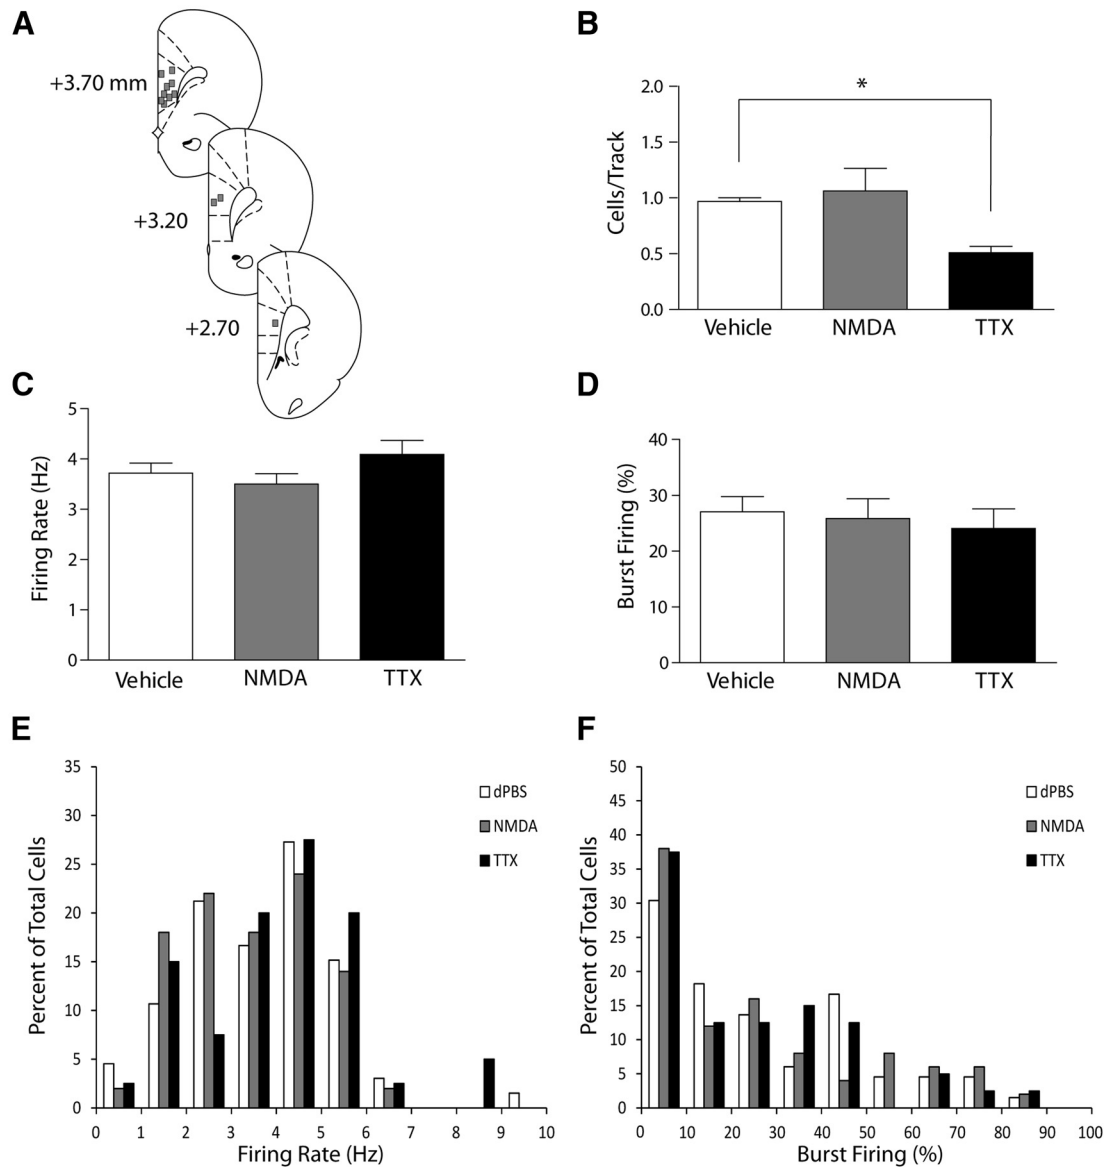 A
+3.70 mm
+3.20
+2.70
B
Cells/Track
2.0
1.5
1.0
0.5
0.0
*
Vehicle NMDA TTX
C
Firing Rate (Hz)
5
4
3
2
1
0
Vehicle NMDA TTX
D
Burst Firing (%)
40
30
20
10
0
Vehicle NMDA TTX
E
Percent of Total Cells
35
30
25
20
15
10
5
0
dPBS
NMDA
TTX
0 1 2 3 4 5 6 7 8 9 10
Firing Rate (Hz)
F
Percent of Total Cells
50
45
40
35
30
25
20
15
10
5
0
dPBS
NMDA
TTX
0 10 20 30 40 50 60 70 80 90 100
Burst Firing (%)